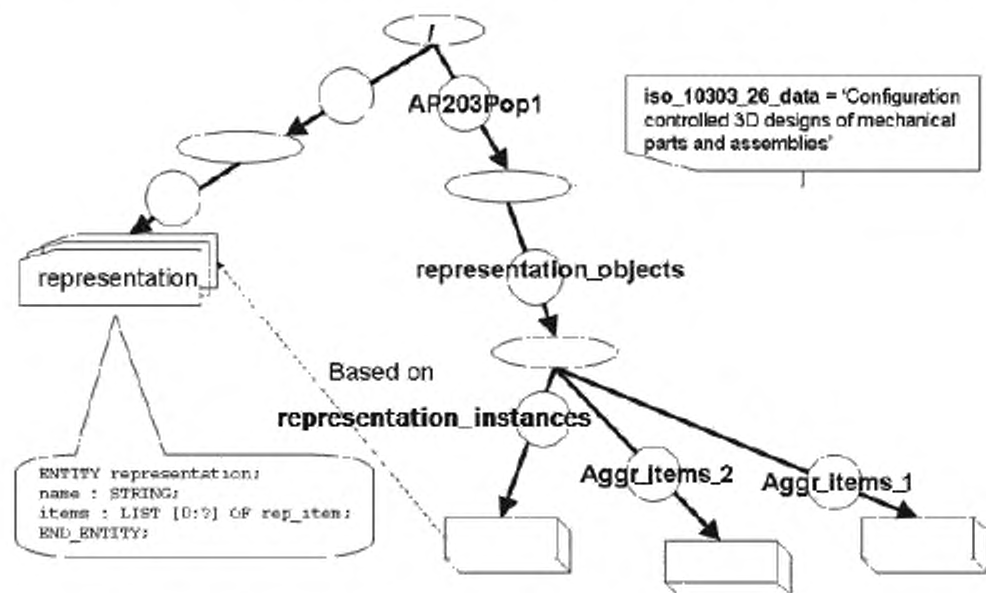 /
AP203Pop1
iso_10303_26_data = 'Configuration
controlled 3D designs of mechanical
parts and assemblies'
representation_objects
representation
Based on
representation_instances
Aggr_items_2
Aggr_items_1
ENTITY representation;
name : STRING;
items : LIST [0:?] OF rep_item;
END_ENTITY;